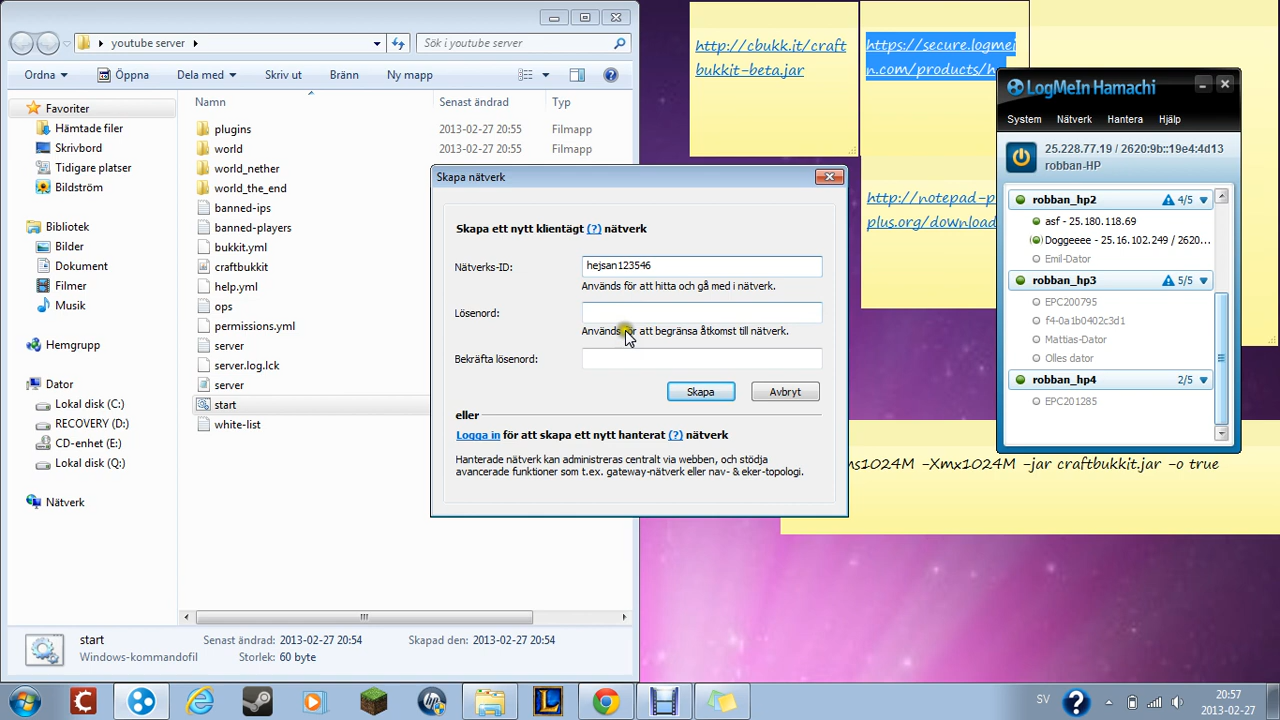 youtube server
Sök i youtube server
Ordna
Öppna
Dela med
Skriv u
Bränn
Ny mapp
Favoriter
Hämtade filer
Skrivbord
Tidigare platser
Bildström
Bibliotek
Bilder
Dokument
Filmer
Musik
Hemgrupp
Dator
Lokal disk (C:)
RECOVERY (D:)
CD-enhet (E:)
Lokal disk (Q:)
Nätverk
Namn
Senast ändrad
Typ
plugins
2013-02-27 20:55
Filmapp
world
2013-02-27 20:55
Filmapp
world_nether
world_the_end
banned-ips
banned-players
bukkit.yml
craftbukkit
help.yml
ops
permissions.yml
server
server.log.lck
server
start
white-list
start
Senast ändrad: 2013-02-27 20:54
Skapad den: 2013-02-27 20:54
Windows-kommandofil
Storlek: 60 byte
Skapa nätverk
Skapa ett nytt klientägt (?) nätverk
Nätverks-ID:
hejsan123546
Används för att hitta och gå med i nätverk.
Lösenord:
Används för att begränsa åtkomst till nätverk.
Bekräfta lösenord:
Skapa
Avbryt
eller
Logga in för att skapa ett nytt hanterat (?) nätverk
Hanterade nätverk kan administreras centralt via webben, och stödja
avancerade funktioner som t.ex. gateway-nätverk eller nav- & eker-topologi.
http://cbukk.it/craft
bukkit-beta.jar
https://secure.logmei
n.com/products/h
http://notepad-p
plus.org/download
ms1024M -Xmx1024M -jar craftbukkit.jar -o true
LogMeIn Hamachi
System
Nätverk
Hantera
Hjälp
25.228.77.19 / 2620:9b::19e4:4d13
robban-HP
robban_hp2
4/5
asf - 25.180.118.69
Doggeeee - 25.16.102.249 / 2620...
Emil-Dator
robban_hp3
5/5
EPC200795
f4-0a1b0402c3d1
Mattias-Dator
Olles dator
robban_hp4
2/5
EPC201285
SV
20:57
2013-02-27